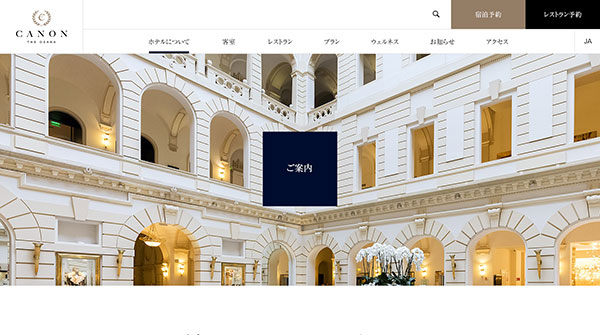 C
CANON
THE OZAKA
宿泊予約
レストラン予約
ホテルについて
客室
レストラン
プラン
ウェルネス
お知らせ
アクセス
JA
ご案内